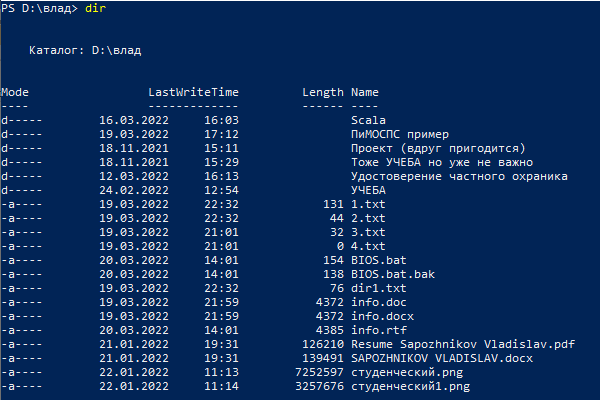 PS D:\влад> dir
Каталог: D:\влад
Mode LastWriteTime Length Name
---- ------------- ------ ----
d----- 16.03.2022 16:03 Scala
d----- 19.03.2022 17:12 ПиМОСПС пример
d----- 18.11.2021 15:11 Проект (вдруг пригодится)
d----- 18.11.2021 15:29 Тоже УЧЕБА но уже не важно
d----- 12.03.2022 16:13 Удостоверение частного охраника
d----- 24.02.2022 12:54 УЧЕБА
-a---- 19.03.2022 22:32 131 1.txt
-a---- 19.03.2022 22:32 44 2.txt
-a---- 19.03.2022 21:01 32 3.txt
-a---- 19.03.2022 21:01 0 4.txt
-a---- 20.03.2022 14:01 154 BIOS.bat
-a---- 20.03.2022 14:01 138 BIOS.bat.bak
-a---- 19.03.2022 22:32 76 dir1.txt
-a---- 19.03.2022 21:59 4372 info.doc
-a---- 19.03.2022 21:59 4372 info.docx
-a---- 20.03.2022 14:01 4385 info.rtf
-a---- 21.01.2022 19:31 126210 Resume Sapozhnikov Vladislav.pdf
-a---- 21.01.2022 19:31 139491 SAPOZHNIKOV VLADISLAV.docx
-a---- 22.01.2022 11:13 7252597 студенческий.png
-a---- 22.01.2022 11:14 3257676 студенческий1.png